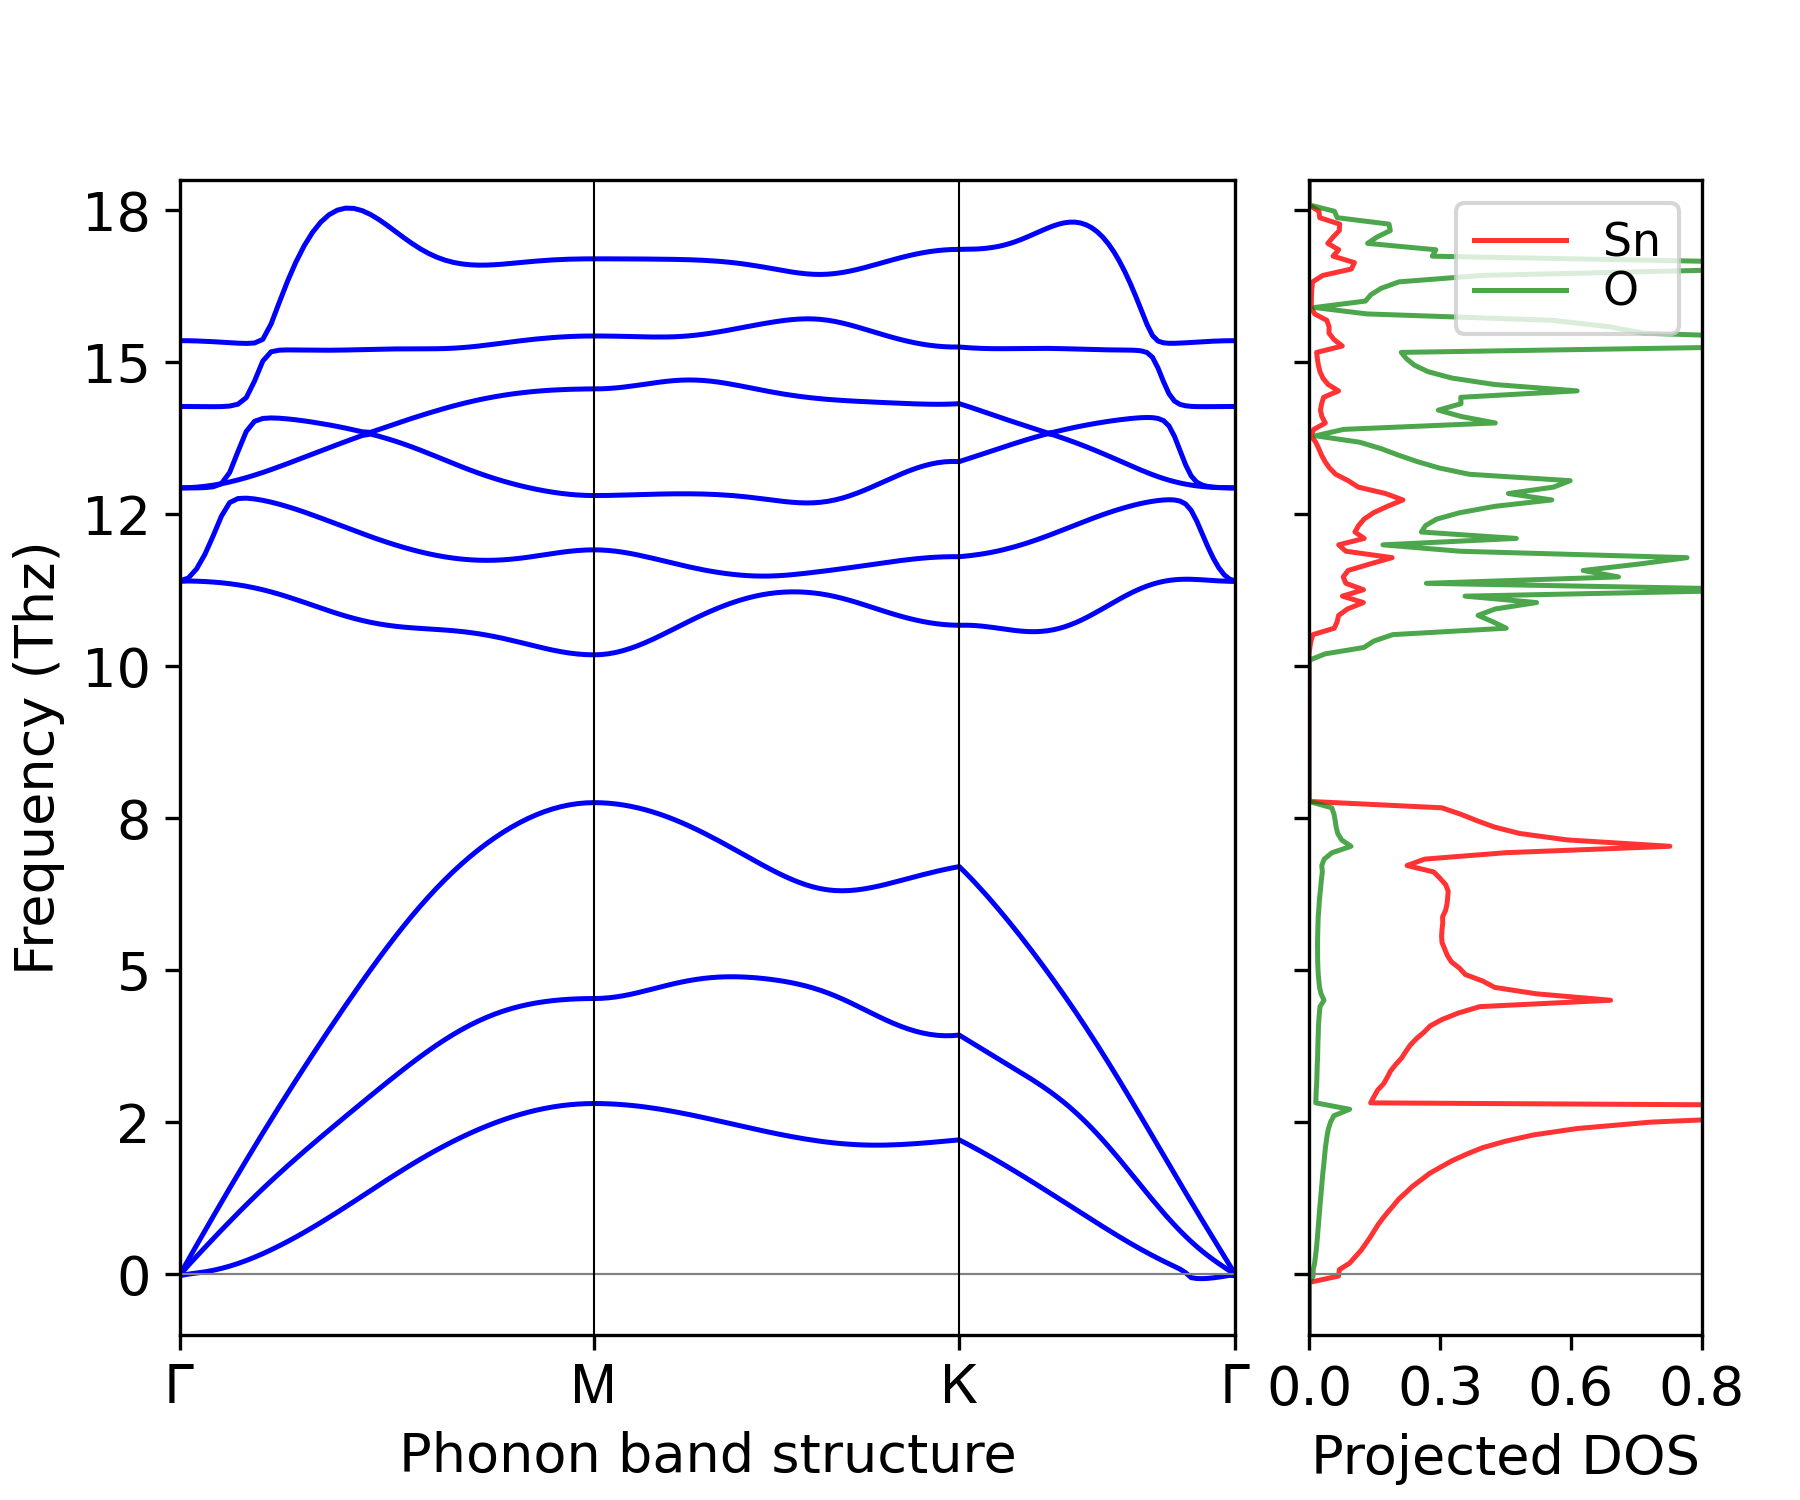 18
15
12
10
8
5
2
0
Frequency (Thz)
Γ M K Γ
Phonon band structure
Sn
O
0.0 0.3 0.6 0.8
Projected DOS